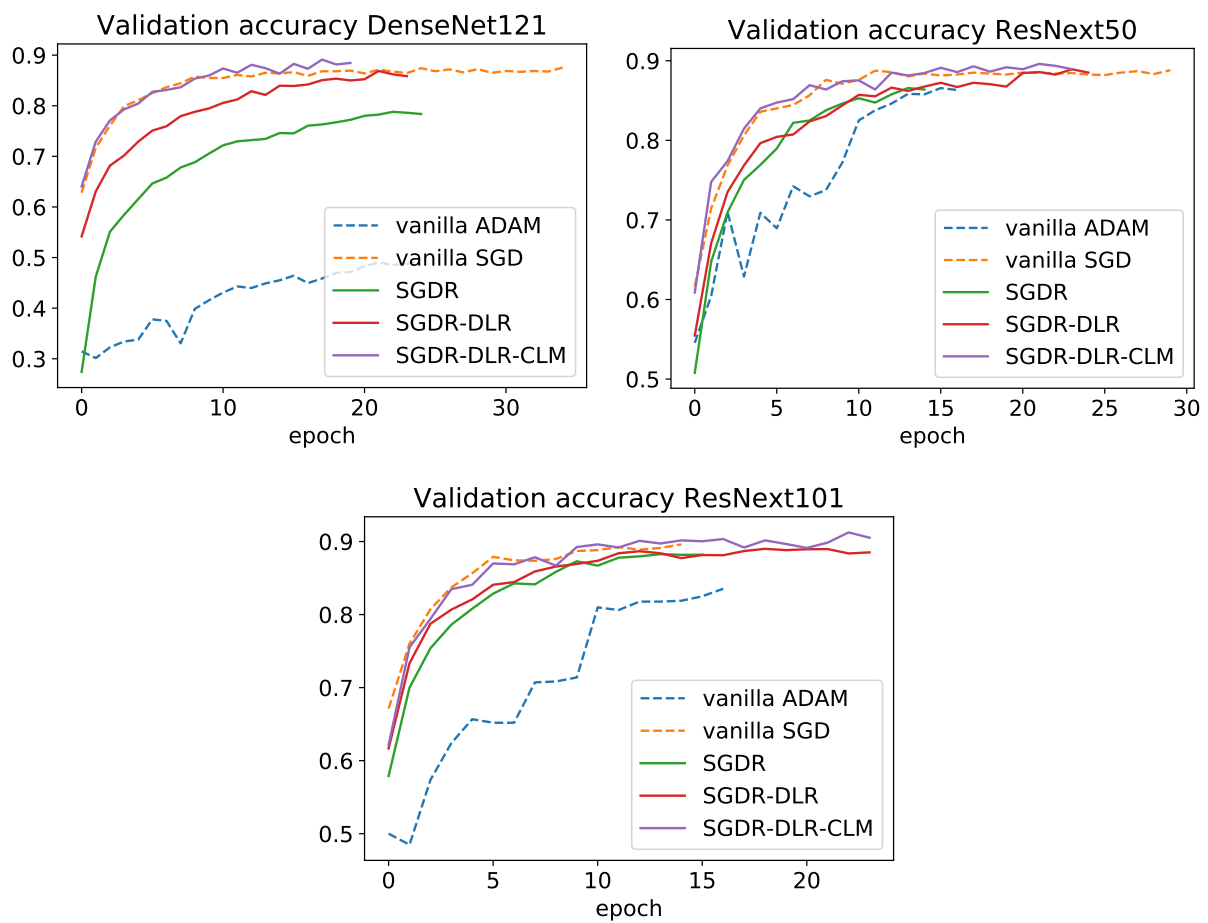 Validation accuracy DenseNet121
0.9
0.8
0.7
0.6
0.5
0.4
0.3
vanilla ADAM
vanilla SGD
SGDR
SGDR-DLR
SGDR-DLR-CLM
0 10 20 30
epoch
Validation accuracy ResNext50
0.9
0.8
0.7
0.6
0.5
vanilla ADAM
vanilla SGD
SGDR
SGDR-DLR
SGDR-DLR-CLM
0 5 10 15 20 25 30
epoch
Validation accuracy ResNext101
0.9
0.8
0.7
0.6
0.5
vanilla ADAM
vanilla SGD
SGDR
SGDR-DLR
SGDR-DLR-CLM
0 5 10 15 20
epoch